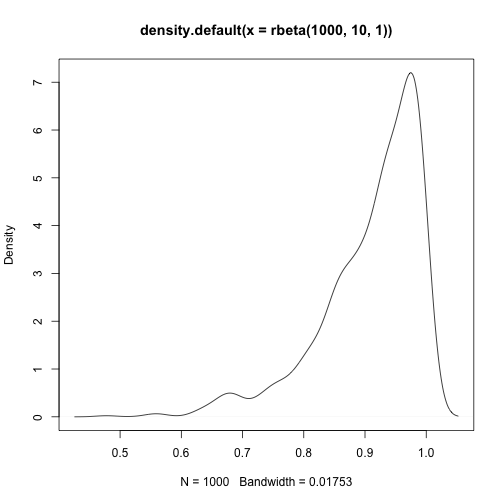 density.default(x = rbeta(1000, 10, 1))
Density
7
6
5
4
3
2
1
0
0.5 0.6 0.7 0.8 0.9 1.0
N = 1000 Bandwidth = 0.01753